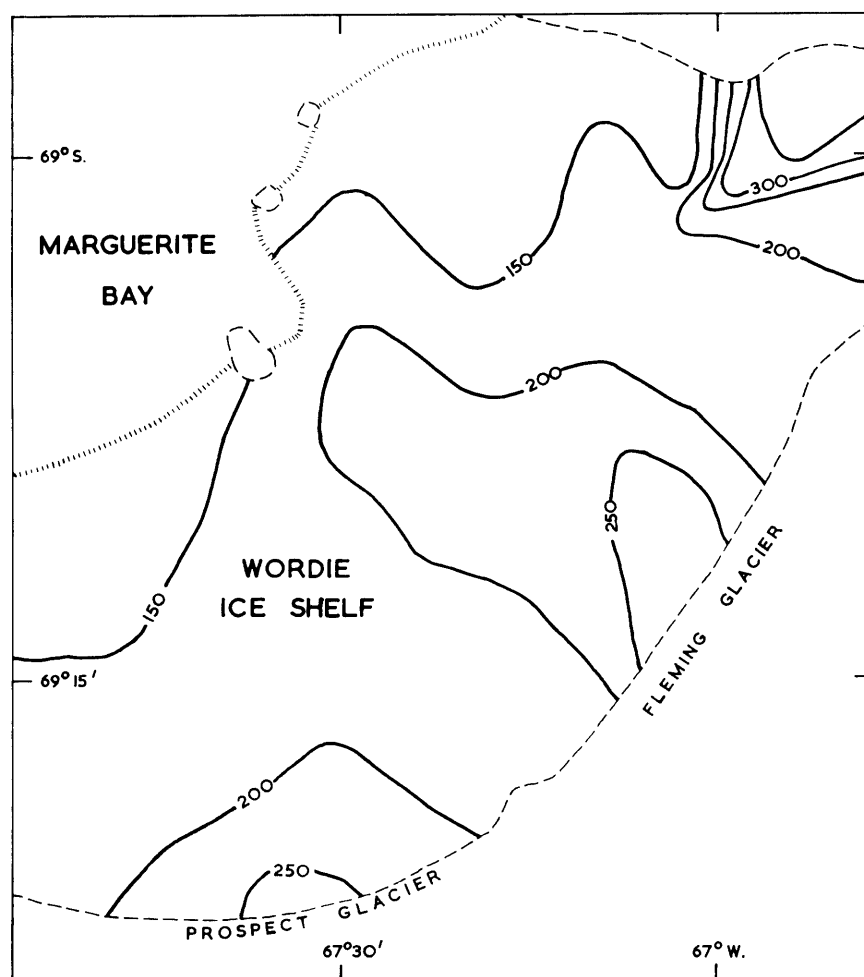 69° S.
300
MARGUERITE
BAY
200
150
200
250
WORDIE
ICE SHELF
150
FLEMING GLACIER
69° 15'
200
250
PROSPECT GLACIER
67° 30'
67° W.